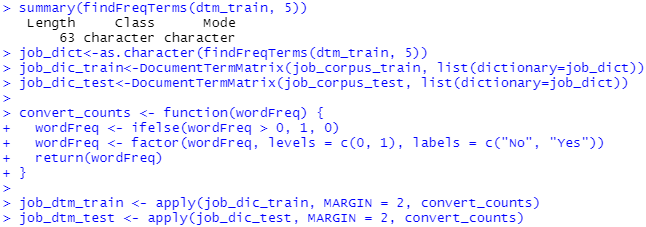 > summary(findFreqTerms(dtm_train, 5))
   Length     Class      Mode 
       63 character character 
> job_dict<-as.character(findFreqTerms(dtm_train, 5))
> job_dic_train<-DocumentTermMatrix(job_corpus_train, list(dictionary=job_dict))
> job_dic_test<-DocumentTermMatrix(job_corpus_test, list(dictionary=job_dict))
>
> convert_counts <- function(wordFreq) {
+   wordFreq <- ifelse(wordFreq > 0, 1, 0)
+   wordFreq <- factor(wordFreq, levels = c(0, 1), labels = c("No", "Yes"))
+   return(wordFreq)
+ }
>
> job_dtm_train <- apply(job_dic_train, MARGIN = 2, convert_counts)
> job_dtm_test <- apply(job_dic_test, MARGIN = 2, convert_counts)